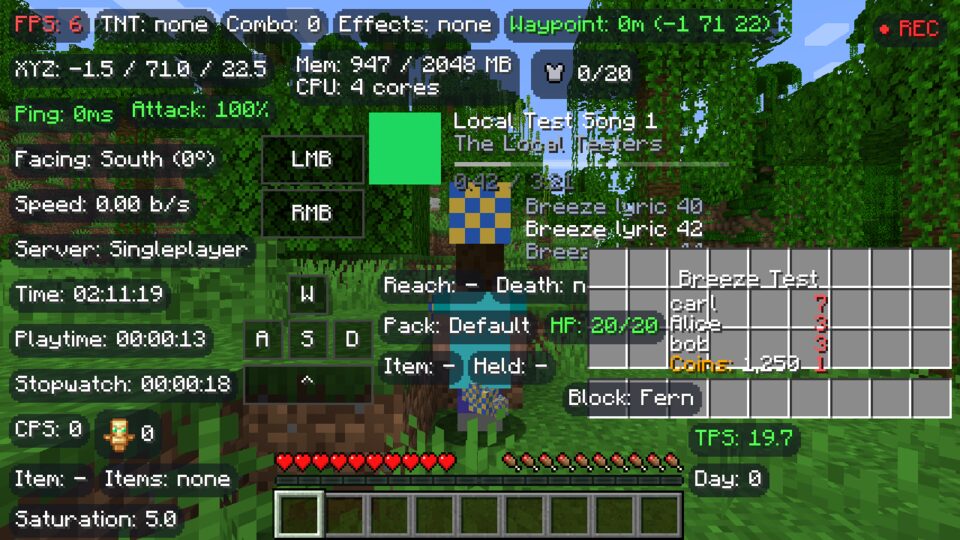 FPS: 6 TNT: none Combo: 0 Effects: none Waypoint: 0m (-1 71 22) REC
XYZ: -1.5 / 71.0 / 22.5
Mem: 947 / 2048 MB
CPU: 4 cores
0/20
Ping: 0ms Attack: 100%
Local Test Song 1
The Local Testers
0:42 / 3:21
Facing: South (0°)
LMB
Speed: 0.00 b/s
RMB
Breeze lyric 40
Breeze lyric 42
Breeze lyric
Server: Singleplayer
Time: 02:11:19
W
Reach: - Death: n
Breeze Test
carl 7
Alice 3
bob 3
Coins: 1,250 1
Playtime: 00:00:13
A S D
Pack: Default HP: 20/20
Item: - Held: -
Stopwatch: 00:00:18
^
Block: Fern
CPS: 0
0
TPS: 19.7
Item: - Items: none
Day: 0
Saturation: 5.0